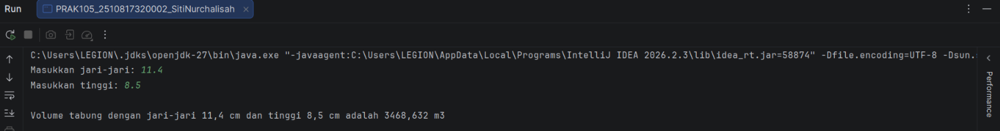 Run PRAK105_2510817320002_SitiNurchalisah
C:\Users\LEGION\.jdks\openjdk-27\bin\java.exe "-javaagent:C:\Users\LEGION\AppData\Local\Programs\IntelliJ IDEA 2026.2.3\lib\idea_rt.jar=58874" -Dfile.encoding=UTF-8 -Dsun.
Masukkan jari-jari: 11.4
Masukkan tinggi: 8.5
Volume tabung dengan jari-jari 11,4 cm dan tinggi 8,5 cm adalah 3468,632 m3
Performance